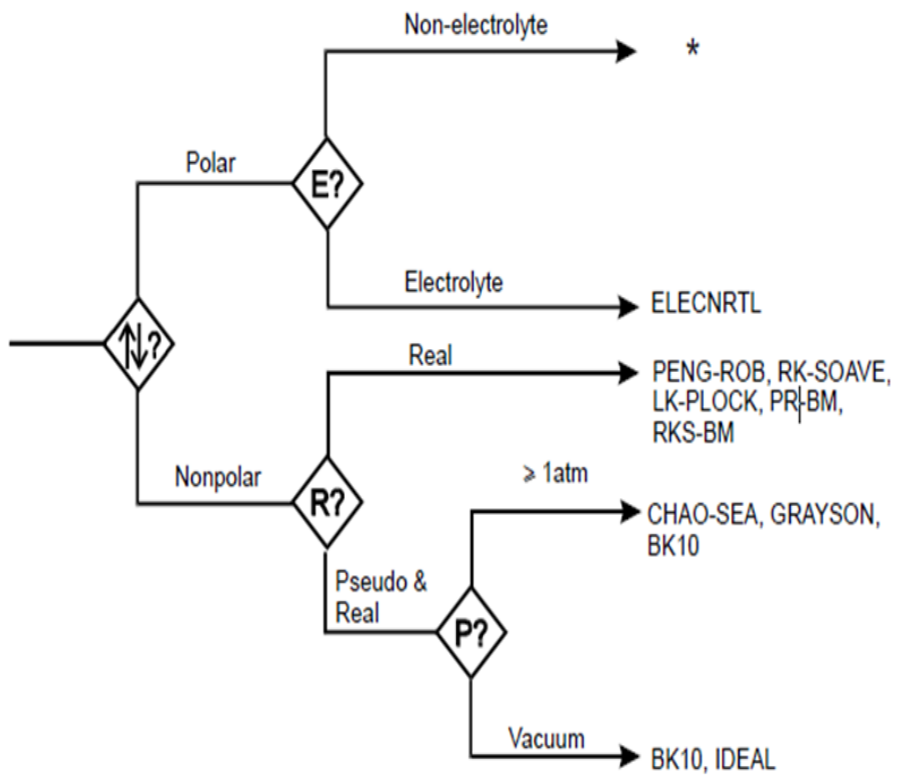 Non-electrolyte
*
Polar
E?
Electrolyte
ELECNRTL
?
Real
PENG-ROB, RK-SOAVE,
LK-PLOCK, PR-BM,
RKS-BM
Nonpolar
R?
⩾ 1atm
CHAO-SEA, GRAYSON,
BK10
Pseudo &
Real
P?
Vacuum
BK10, IDEAL